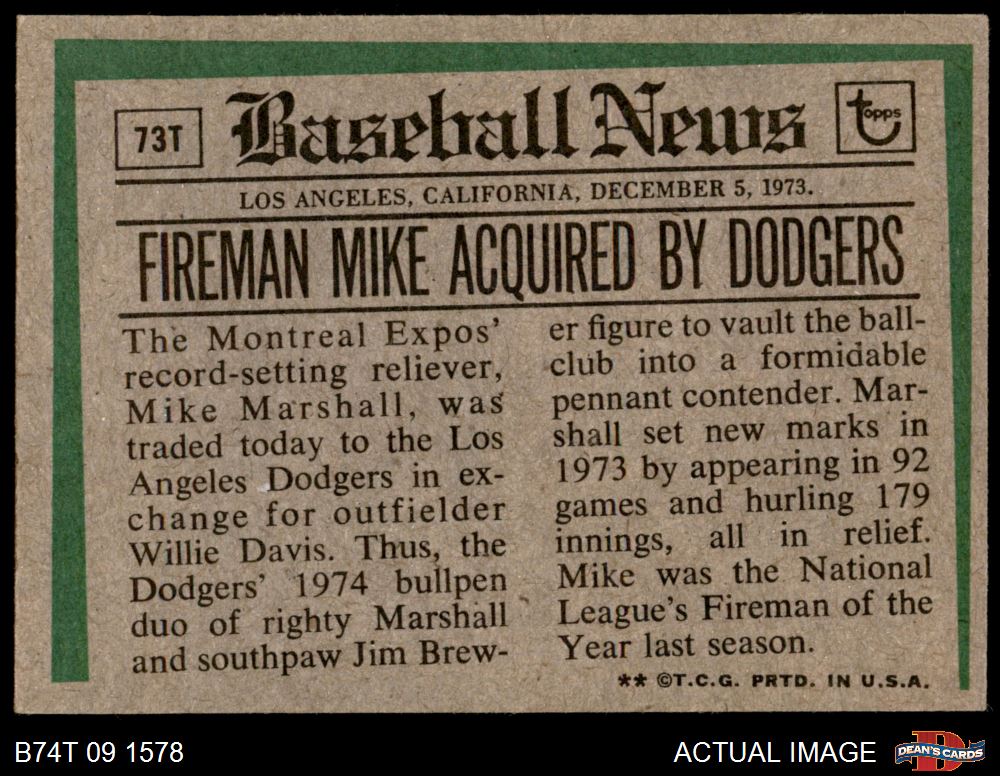 73T
Baseball News
topps
LOS ANGELES, CALIFORNIA, DECEMBER 5, 1973.
FIREMAN MIKE ACQUIRED BY DODGERS
The Montreal Expos'
record-setting reliever,
Mike Marshall, was
traded today to the Los
Angeles Dodgers in ex-
change for outfielder
Willie Davis. Thus, the
Dodgers' 1974 bullpen
duo of righty Marshall
and southpaw Jim Brew-
er figure to vault the ball-
club into a formidable
pennant contender. Mar-
shall set new marks in
1973 by appearing in 92
games and hurling 179
innings, all in relief.
Mike was the National
League's Fireman of the
Year last season.
** ©T.C.G. PRTD. IN U.S.A.
B74T 09 1578
ACTUAL IMAGE
DEAN'S CARDS